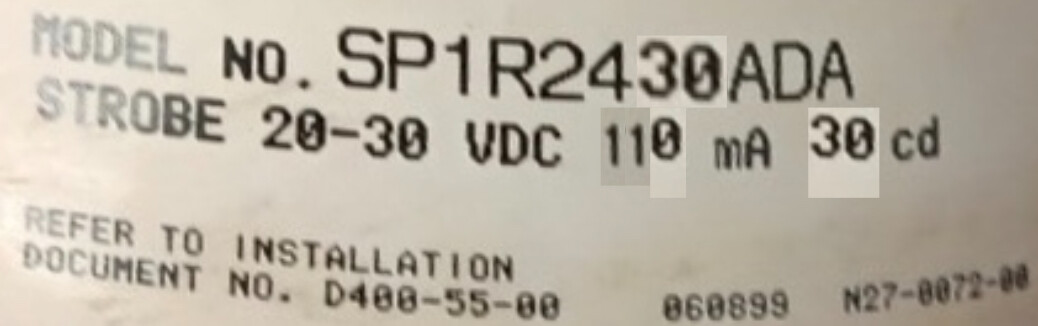 MODEL NO. SP1R2430ADA
STROBE 20-30 VDC 110 mA 30 cd
REFER TO INSTALLATION
DOCUMENT NO. D400-55-00 060899 N27-0072-00